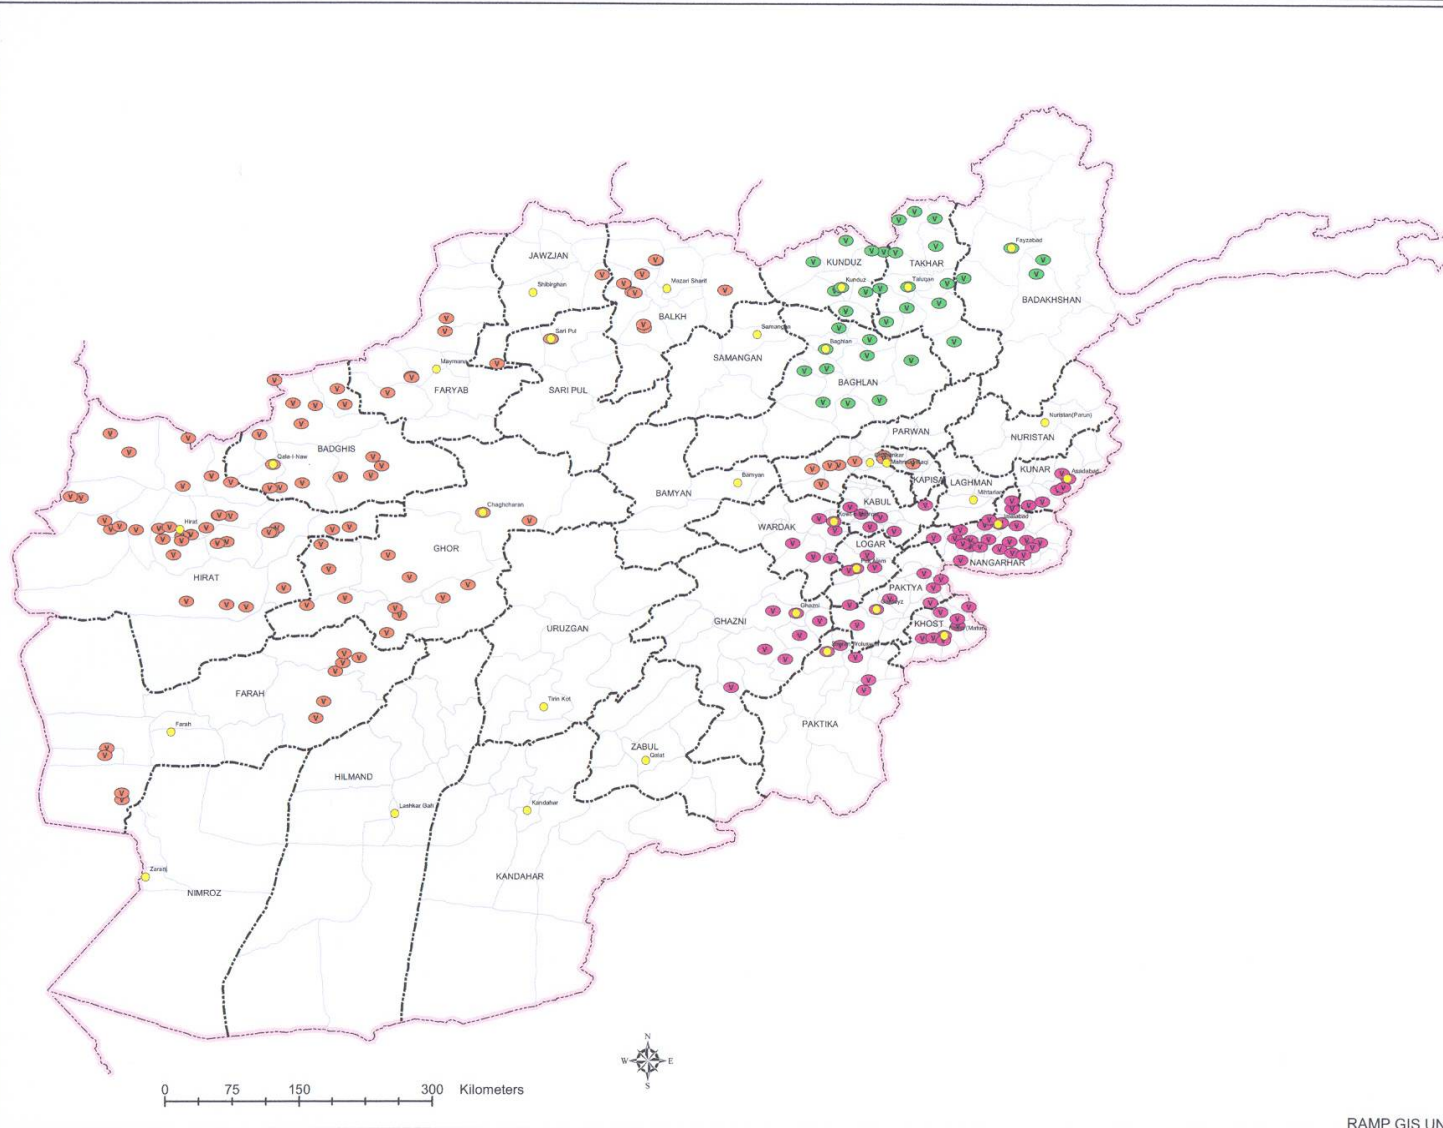 JAWZJAN
Shibirghan
Mazari Sharif
BALKH
Sari Pul
SARI PUL
Samangan
SAMANGAN
KUNDUZ
Kunduz
TAKHAR
Taluqan
Fayzabad
BADAKHSHAN
Baghlan
BAGHLAN
Maymana
FARYAB
BADGHIS
Qala-I-Naw
PARWAN
Nuristan(Parun)
NURISTAN
KUNAR
Asadabad
Mahmud Raqi
KAPISA
LAGHMAN
Mihtarlam
Bamyan
BAMYAN
KABUL
WARDAK
LOGAR
Jalalabad
NANGARHAR
Hirat
HIRAT
Chaghcharan
GHOR
PAKTYA
KHOST
Ghazni
GHAZNI
URUZGAN
Tirin Kot
FARAH
Farah
PAKTIKA
ZABUL
Qalat
HILMAND
Lashkar Gah
Kandahar
KANDAHAR
Zaranj
NIMROZ
N
W E
S
0 75 150 300 Kilometers
RAMP GIS UN